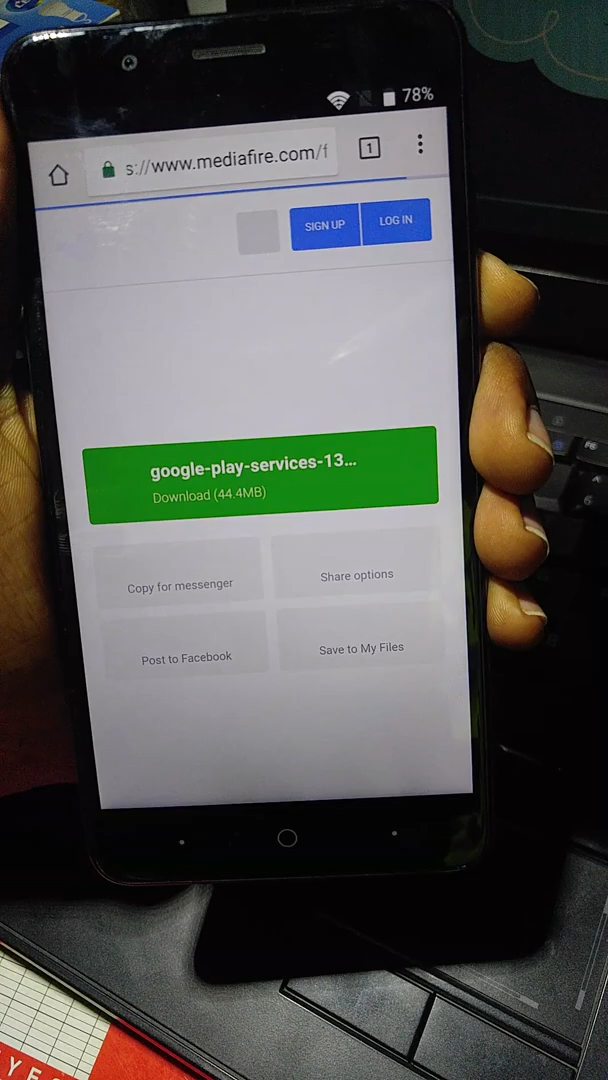 78%
s://www.mediafire.com/f
1
SIGN UP
LOG IN
google-play-services-13...
Download (44.4MB)
Copy for messenger
Share options
Post to Facebook
Save to My Files